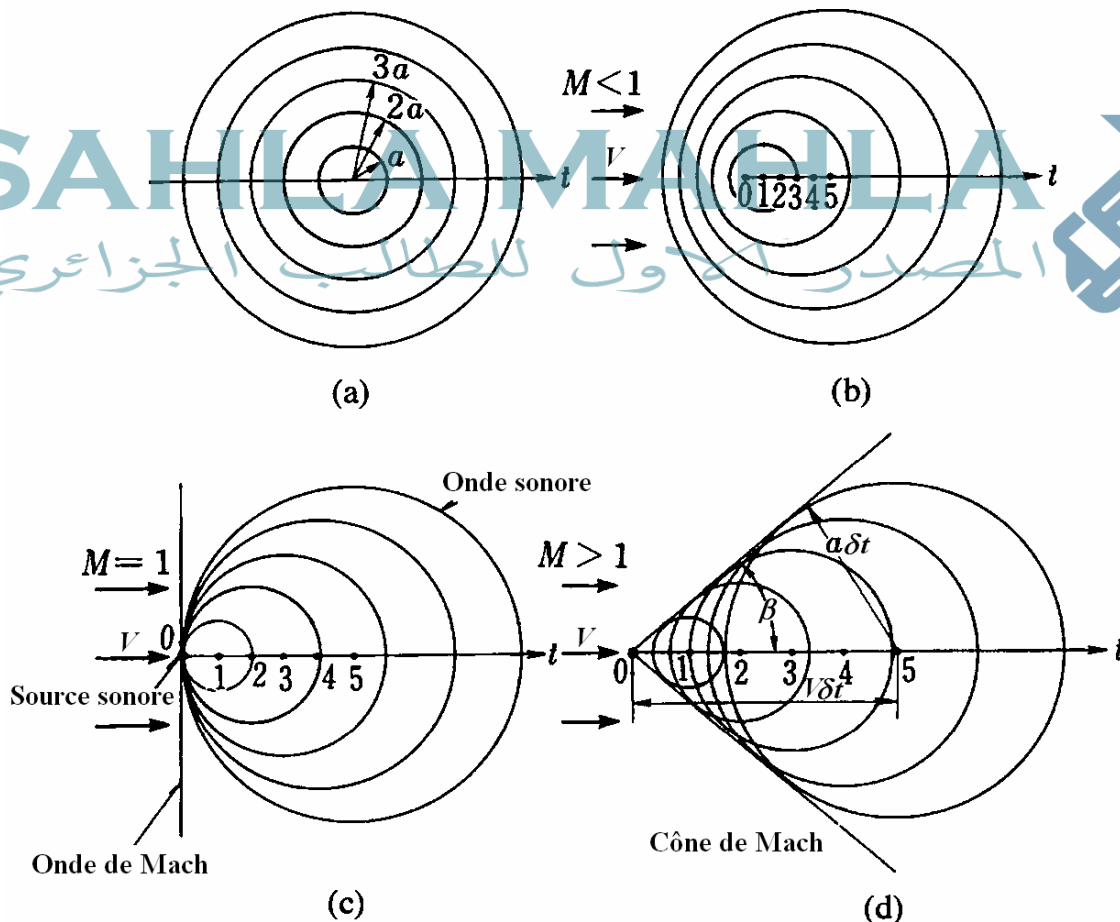 3a
2a
a
t
(a)
M<1
V
0 1 2 3 4 5
t
(b)
SAHLA MAHLA
المصدر الاول للطالب الجزائري
Onde sonore
M=1
V 0
1 2 3 4 5
t
Source sonore
Onde de Mach
(c)
M>1
V
aδt
β
0 1 2 3 4 5
t
Vδt
Cône de Mach
(d)